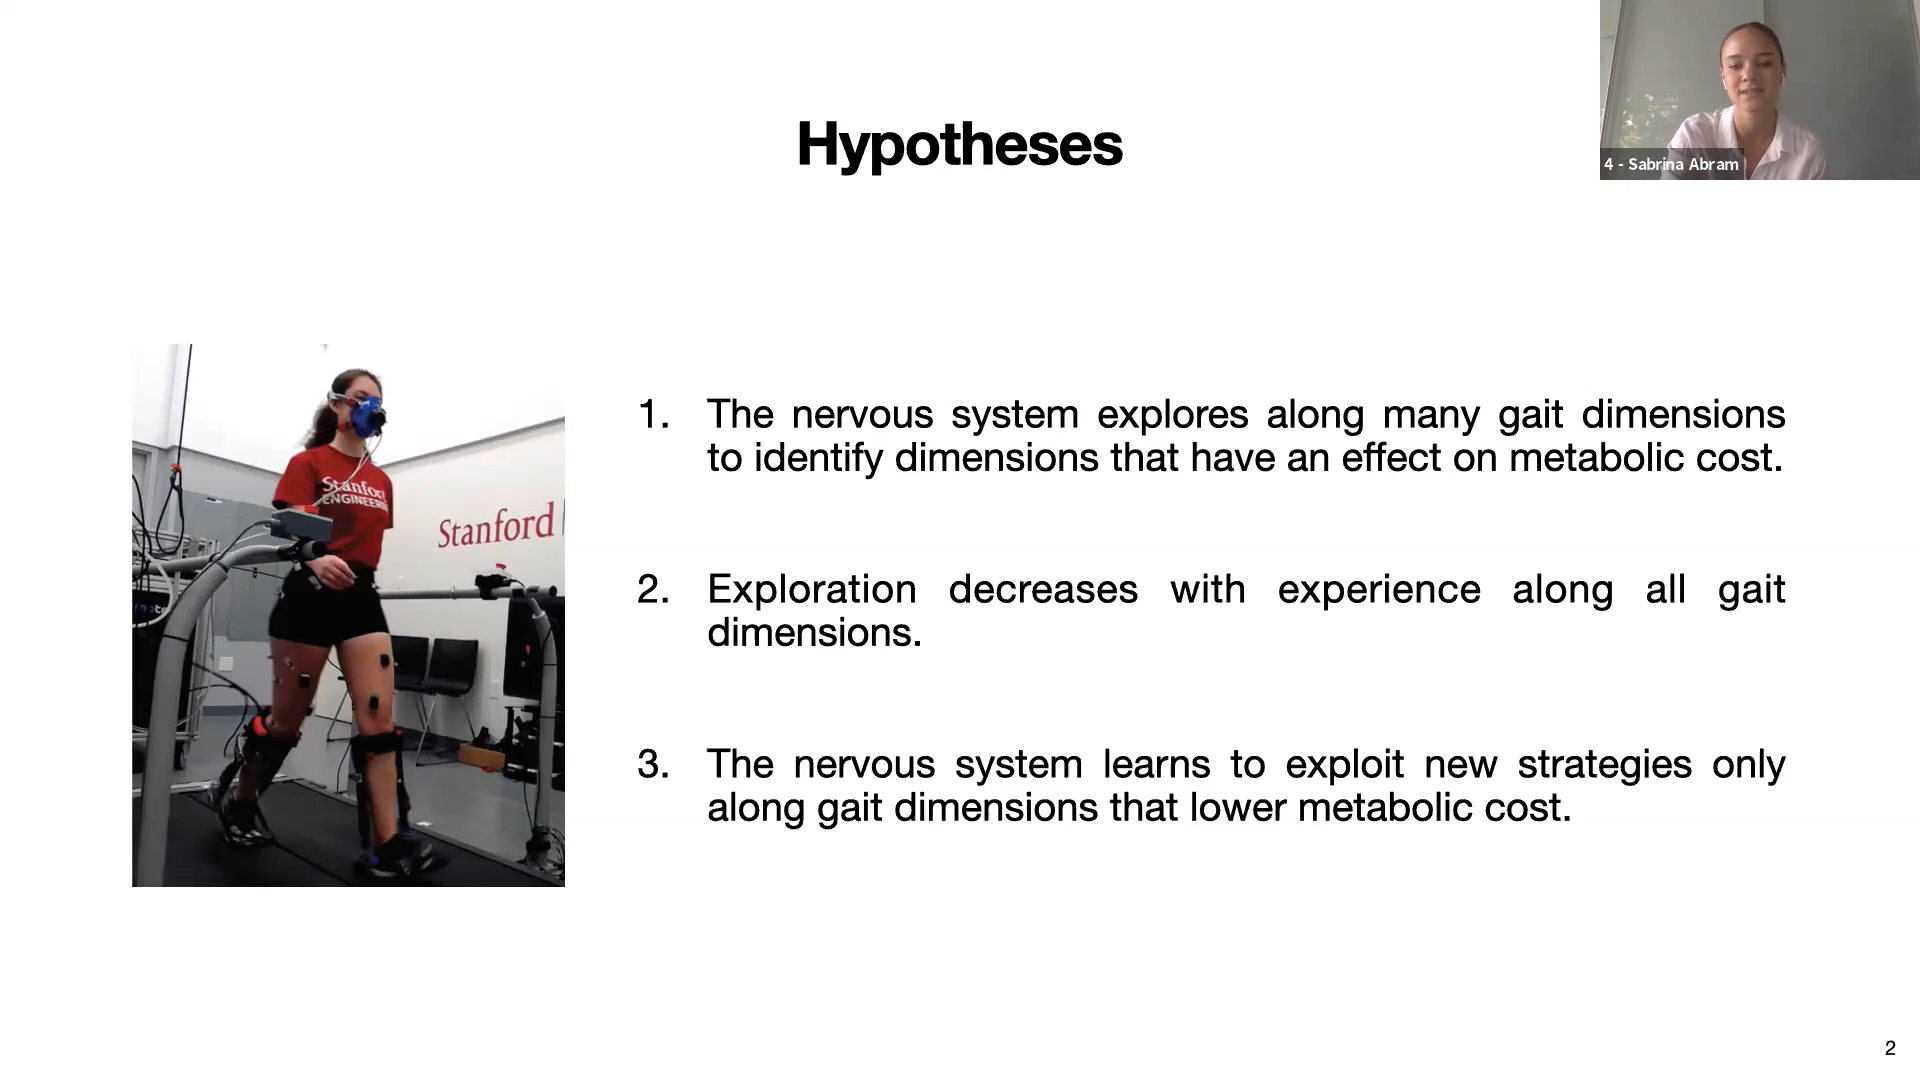 4 - Sabrina Abram
Hypotheses
Stanford
ENGINEERING
Stanford
1. The nervous system explores along many gait dimensions
to identify dimensions that have an effect on metabolic cost.
2. Exploration decreases with experience along all gait
dimensions.
3. The nervous system learns to exploit new strategies only
along gait dimensions that lower metabolic cost.
2